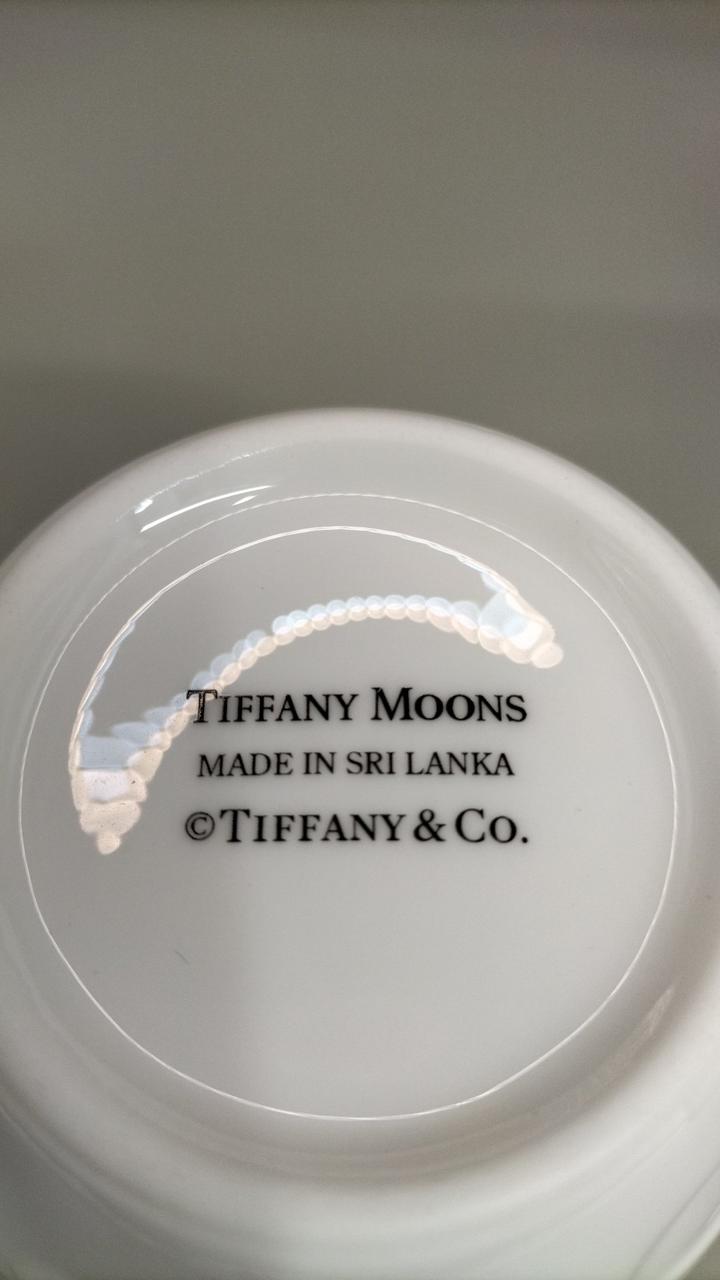 TIFFANY MOONS
MADE IN SRI LANKA
©TIFFANY & CO.